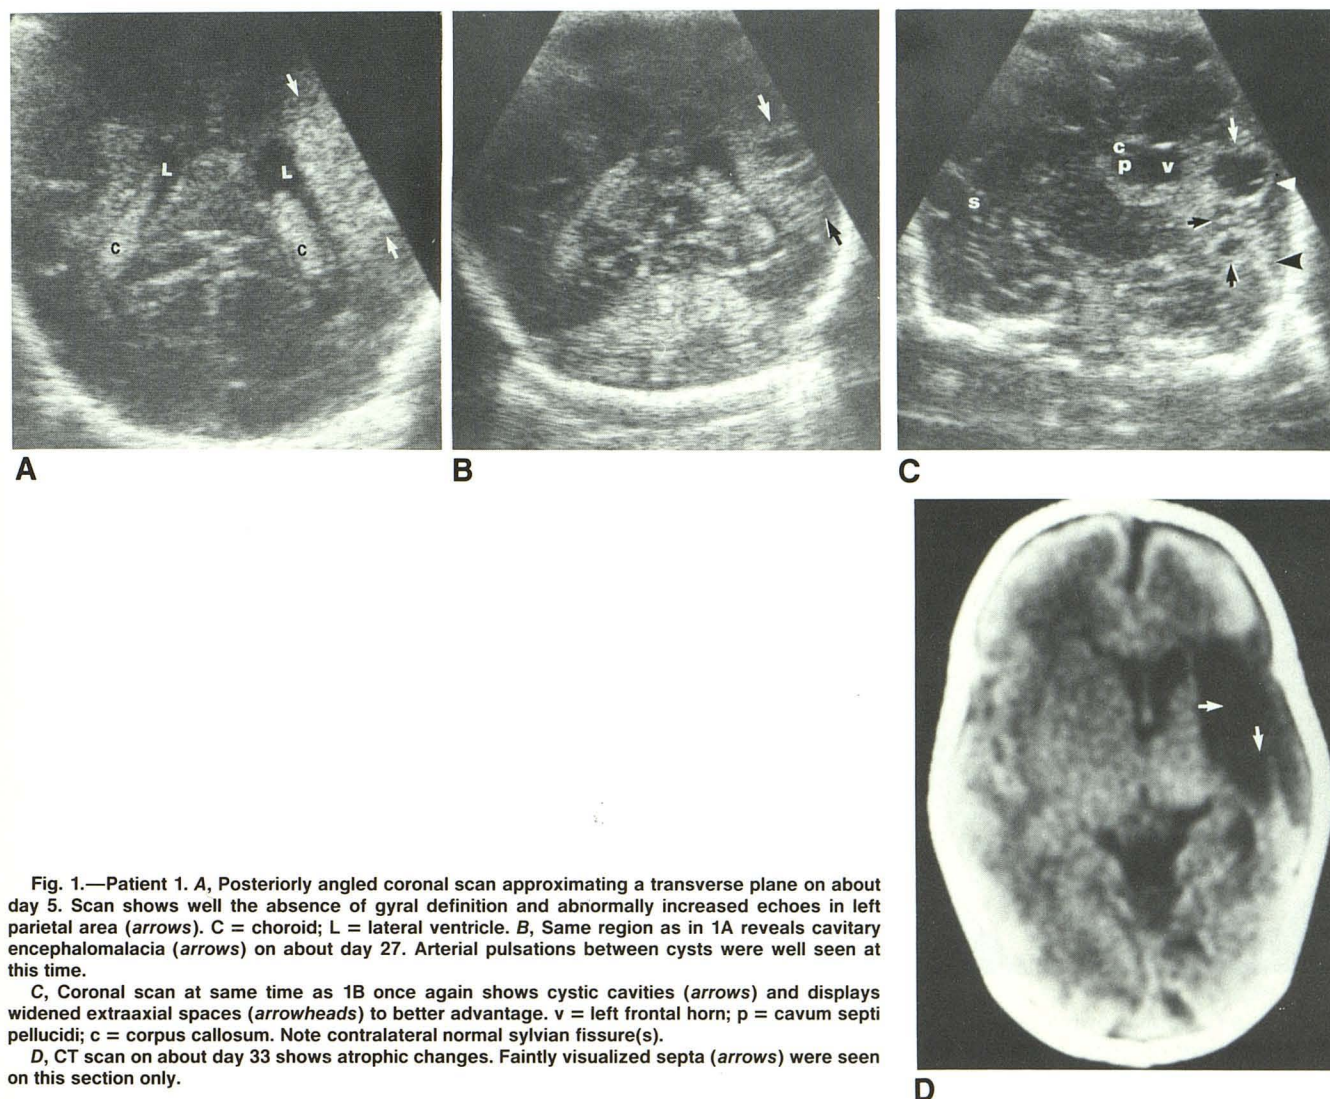 L
L
C
C
A
B
c
p
v
s
C
D
Fig. 1.—Patient 1. A, Posteriorly angled coronal scan approximating a transverse plane on about
day 5. Scan shows well the absence of gyral definition and abnormally increased echoes in left
parietal area (arrows). C = choroid; L = lateral ventricle. B, Same region as in 1A reveals cavitary
encephalomalacia (arrows) on about day 27. Arterial pulsations between cysts were well seen at
this time.
C, Coronal scan at same time as 1B once again shows cystic cavities (arrows) and displays
widened extraaxial spaces (arrowheads) to better advantage. v = left frontal horn; p = cavum septi
pellucidi; c = corpus callosum. Note contralateral normal sylvian fissure(s).
D, CT scan on about day 33 shows atrophic changes. Faintly visualized septa (arrows) were seen
on this section only.